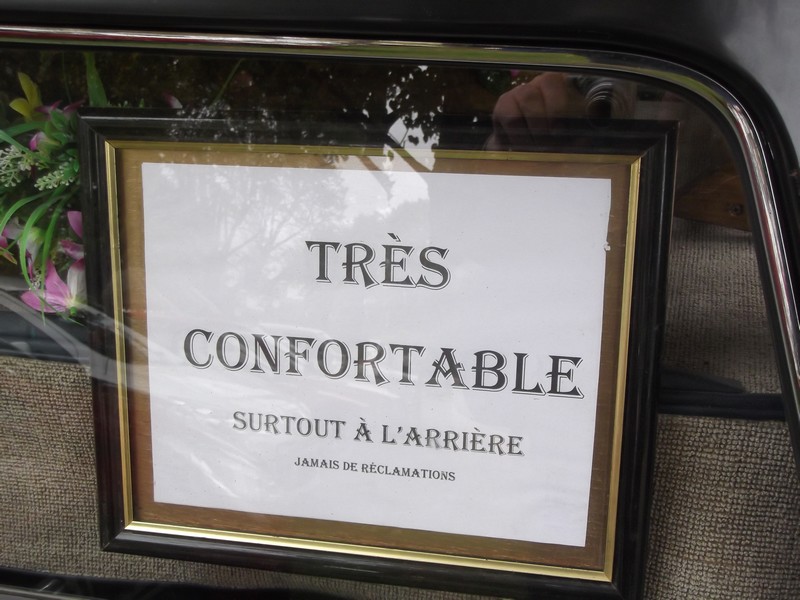 TRÈS
CONFORTABLE
SURTOUT À L'ARRIÈRE
JAMAIS DE RÉCLAMATIONS